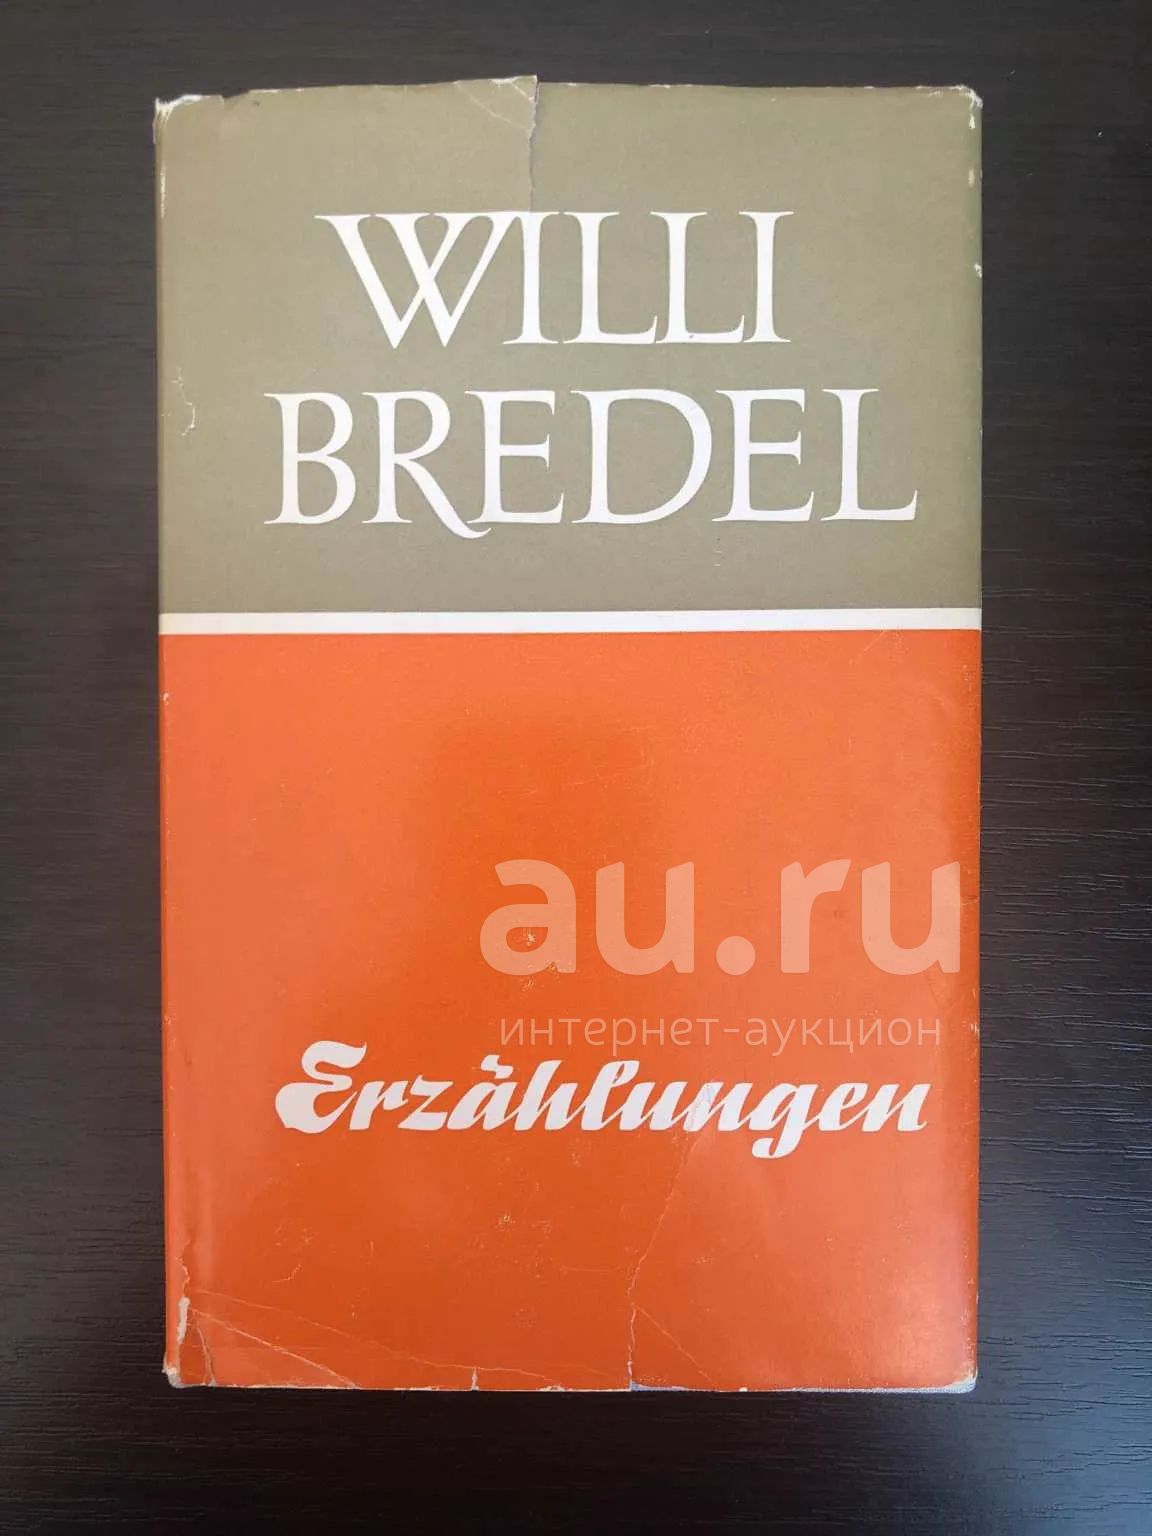 WILLI
BREDEL
au.ru
интернет-аукцион
Erzählungen